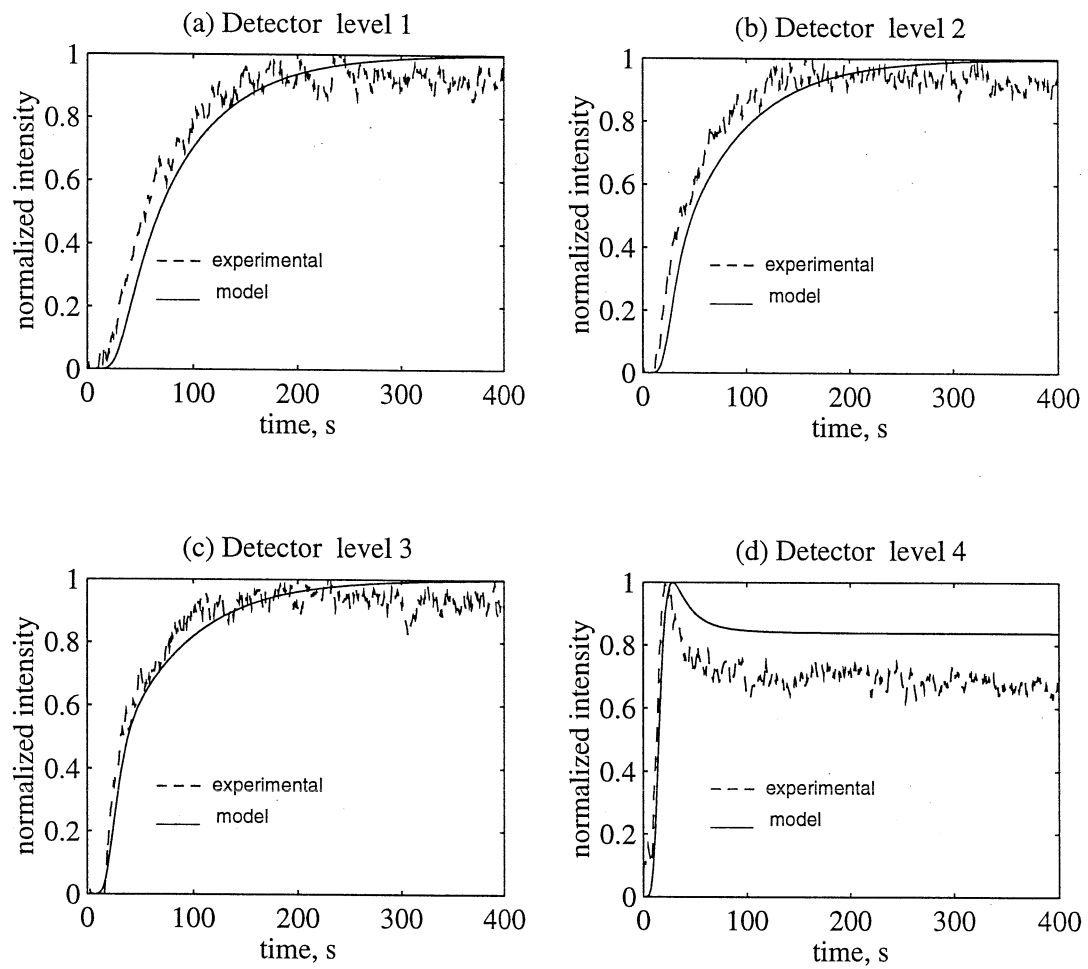 (a) Detector level 1
normalized intensity
1
0.8
0.6
0.4
0.2
0
experimental
model
0 100 200 300 400
time, s
(b) Detector level 2
normalized intensity
1
0.8
0.6
0.4
0.2
0
experimental
model
0 100 200 300 400
time, s
(c) Detector level 3
normalized intensity
1
0.8
0.6
0.4
0.2
0
experimental
model
0 100 200 300 400
time, s
(d) Detector level 4
normalized intensity
1
0.8
0.6
0.4
0.2
0
experimental
model
0 100 200 300 400
time, s